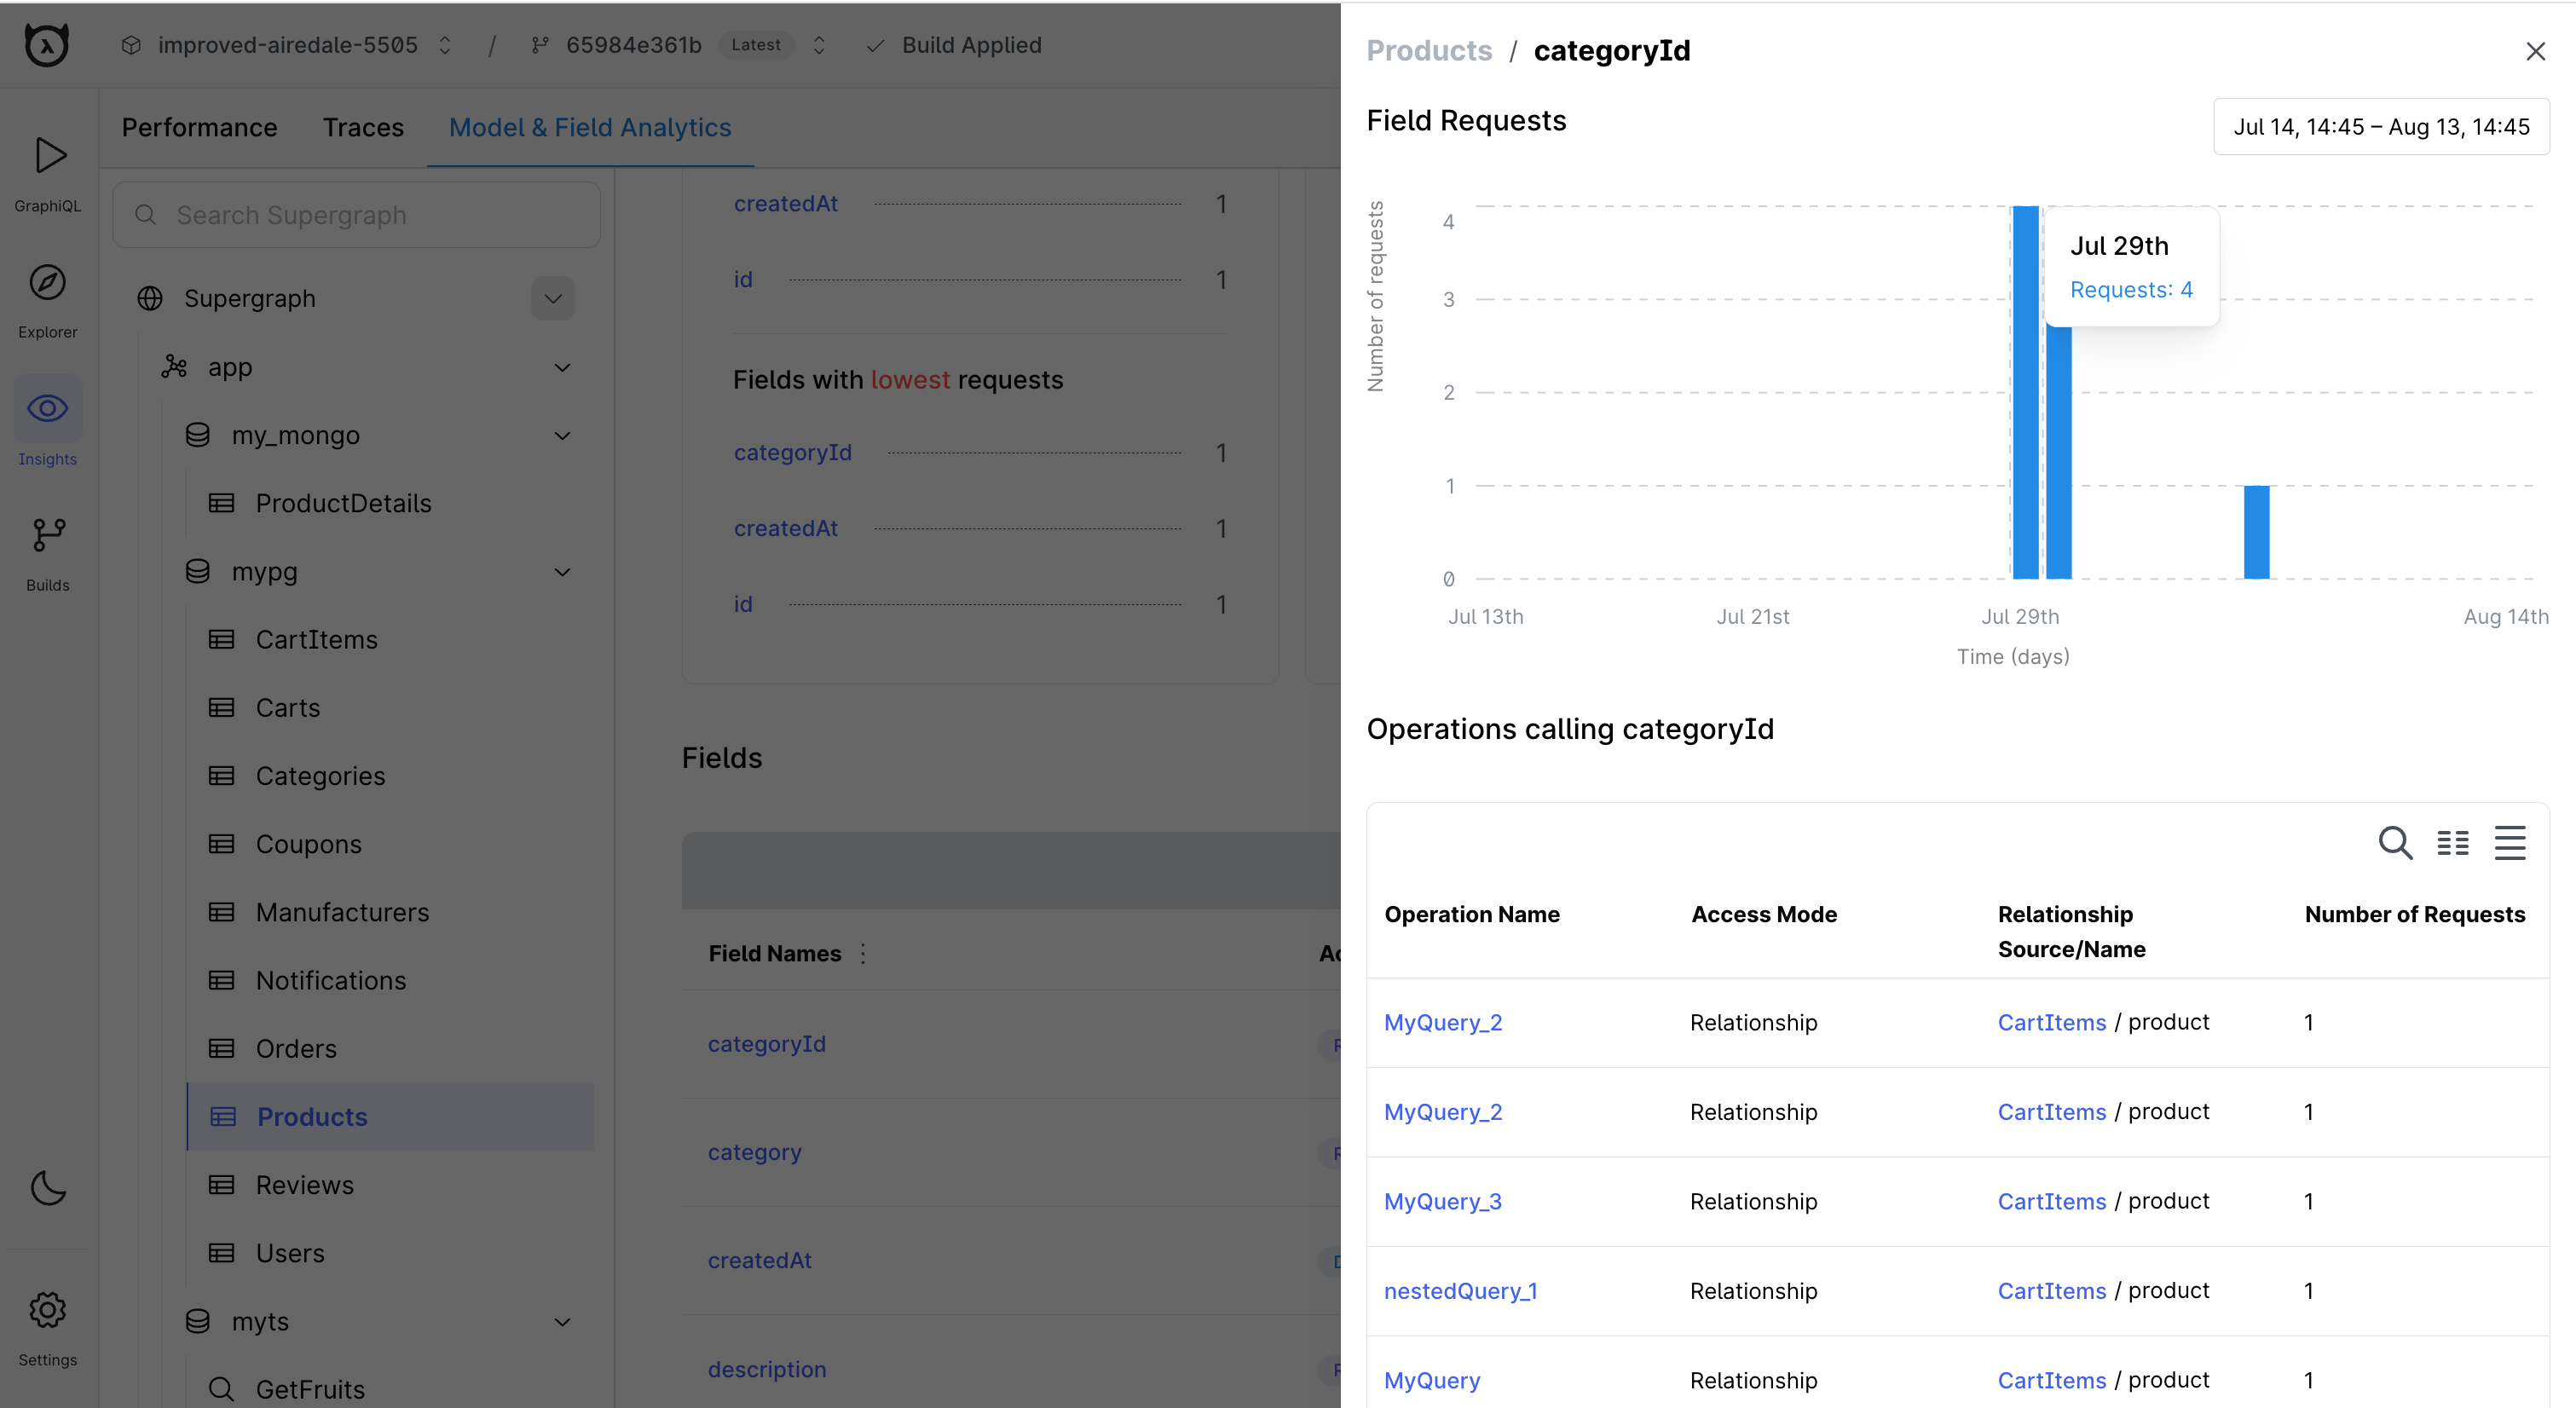 improved-airedale-5505 / 65984e361b Latest Build Applied
GraphiQL
Explorer
Insights
Builds
Settings
Performance Traces Model & Field Analytics
Search Supergraph
Supergraph
app
my_mongo
ProductDetails
mypg
CartItems
Carts
Categories
Coupons
Manufacturers
Notifications
Orders
Products
Reviews
Users
myts
GetFruits
createdAt 1
id 1
Fields with lowest requests
categoryId 1
createdAt 1
id 1
Fields
Field Names
categoryId
category
createdAt
description
Products / categoryId
Field Requests
Jul 14, 14:45 – Aug 13, 14:45
Number of requests
4
3
2
1
0
Jul 29th
Requests: 4
Jul 13th Jul 21st Jul 29th Aug 14th
Time (days)
Operations calling categoryId
Operation Name Access Mode Relationship Source/Name Number of Requests
MyQuery_2 Relationship CartItems / product 1
MyQuery_2 Relationship CartItems / product 1
MyQuery_3 Relationship CartItems / product 1
nestedQuery_1 Relationship CartItems / product 1
MyQuery Relationship CartItems / product 1